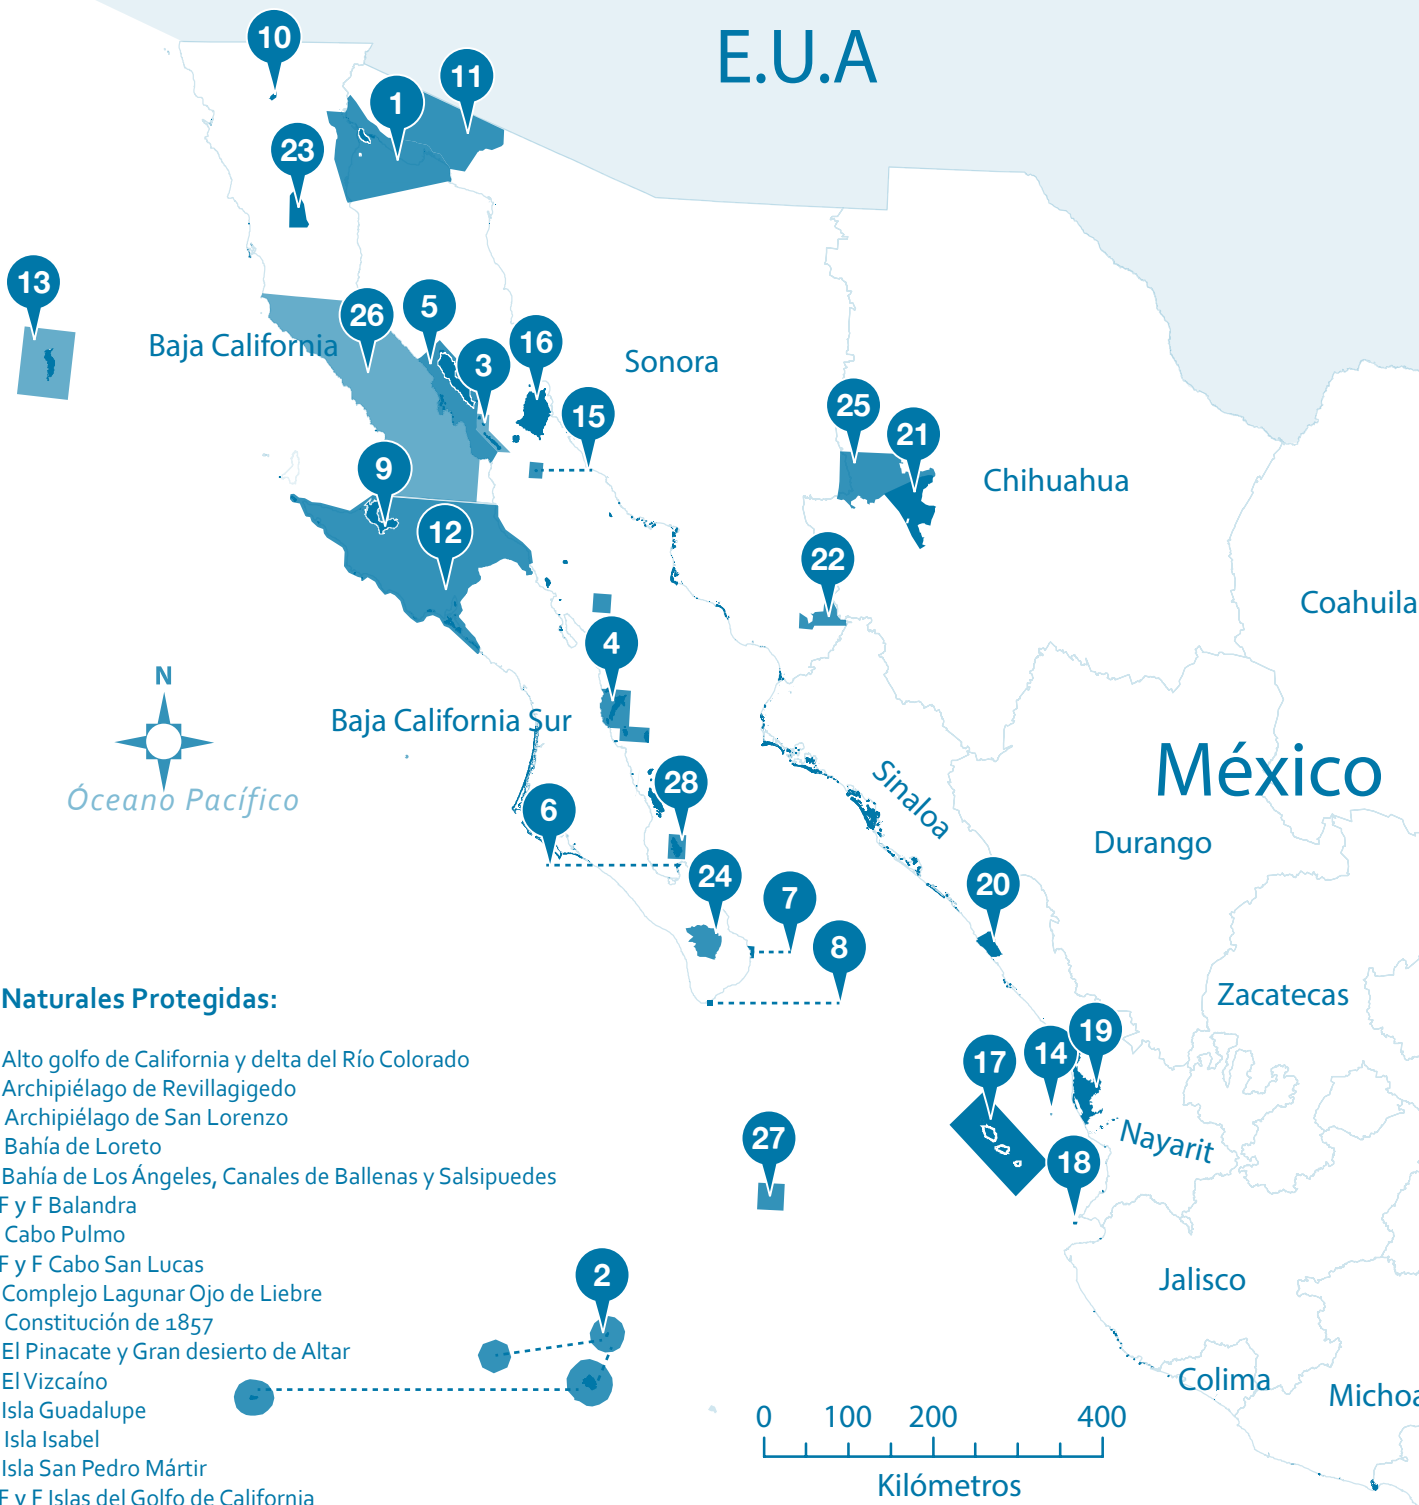 E.U.A
10
11
1
23
13
26
5
Baja California
3
16
Sonora
15
25
21
9
Chihuahua
12
22
Coahuila
4
N
Baja California Sur
México
Óceano Pacífico
28
Sinaloa
6
Durango
24
20
7
8
Naturales Protegidas:
Zacatecas
19
14
17
Alto golfo de California y delta del Río Colorado
Archipiélago de Revillagigedo
Archipiélago de San Lorenzo
27
Nayarit
Bahía de Loreto
18
Bahía de Los Ángeles, Canales de Ballenas y Salsipuedes
F y F Balandra
Cabo Pulmo
F y F Cabo San Lucas
2
Jalisco
Complejo Lagunar Ojo de Liebre
Constitución de 1857
El Pinacate y Gran desierto de Altar
El Vizcaíno
Colima
Michoa
Isla Guadalupe
0 100 200 400
Isla Isabel
Isla San Pedro Mártir
Kilómetros
F y F Islas del Golfo de California